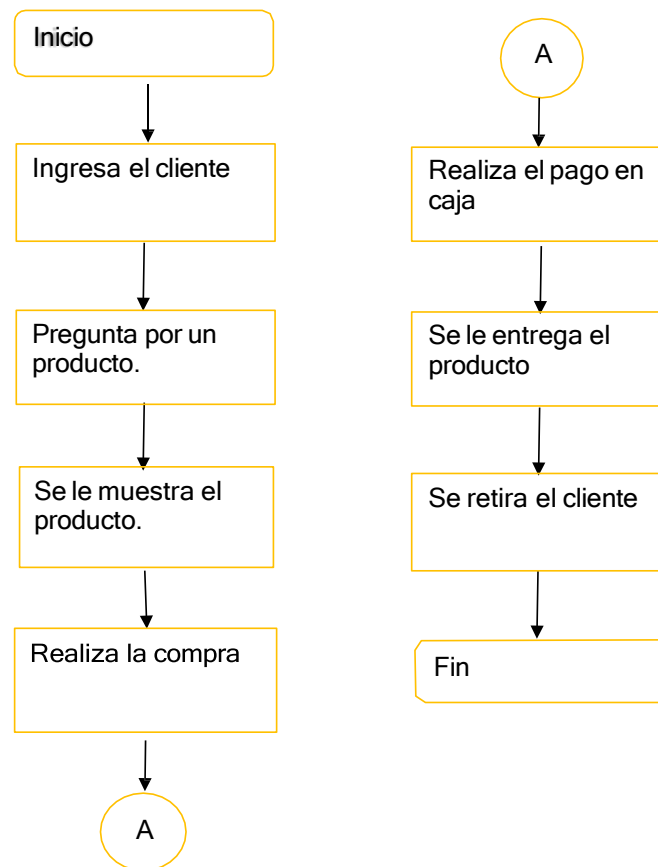 Inicio
Ingresa el cliente
Pregunta por un
producto.
Se le muestra el
producto.
Realiza la compra
A
A
Realiza el pago en
caja
Se le entrega el
producto
Se retira el cliente
Fin